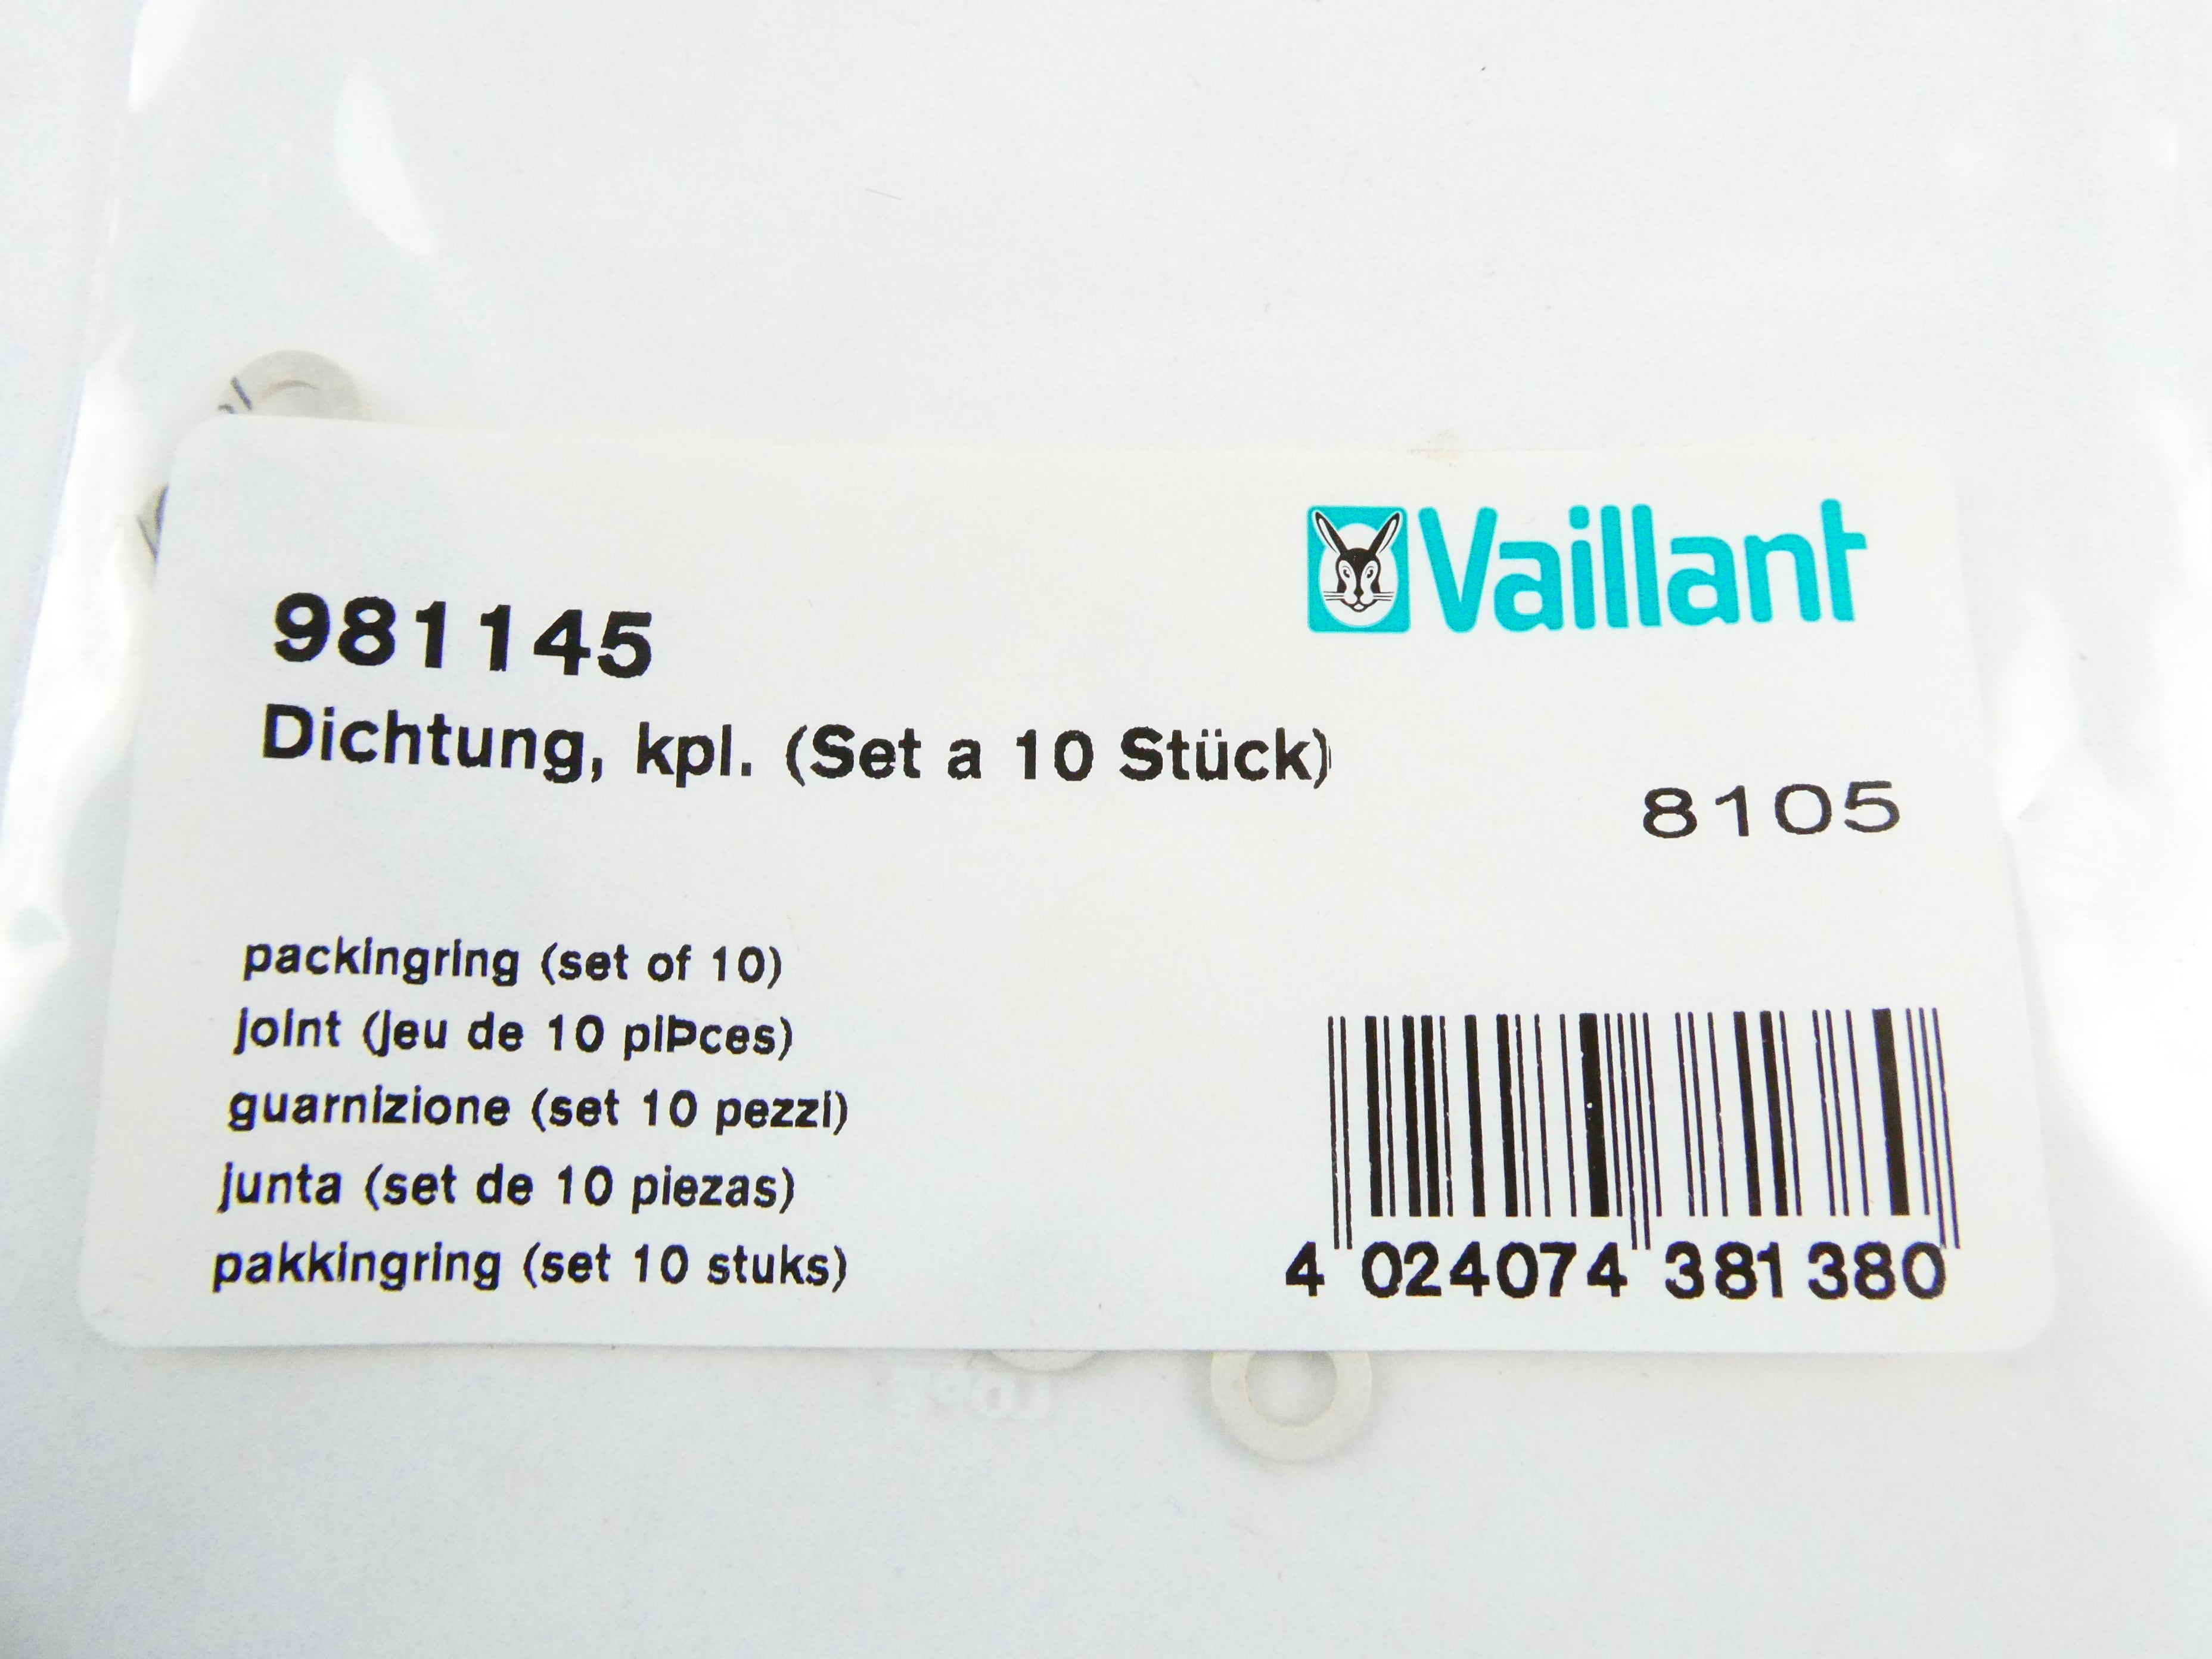 Vaillant
981145
Dichtung, kpl. (Set a 10 Stück)
8105
packingring (set of 10)
joint (jeu de 10 piÞces)
guarnizione (set 10 pezzi)
junta (set de 10 piezas)
pakkingring (set 10 stuks)
4 024074 381380